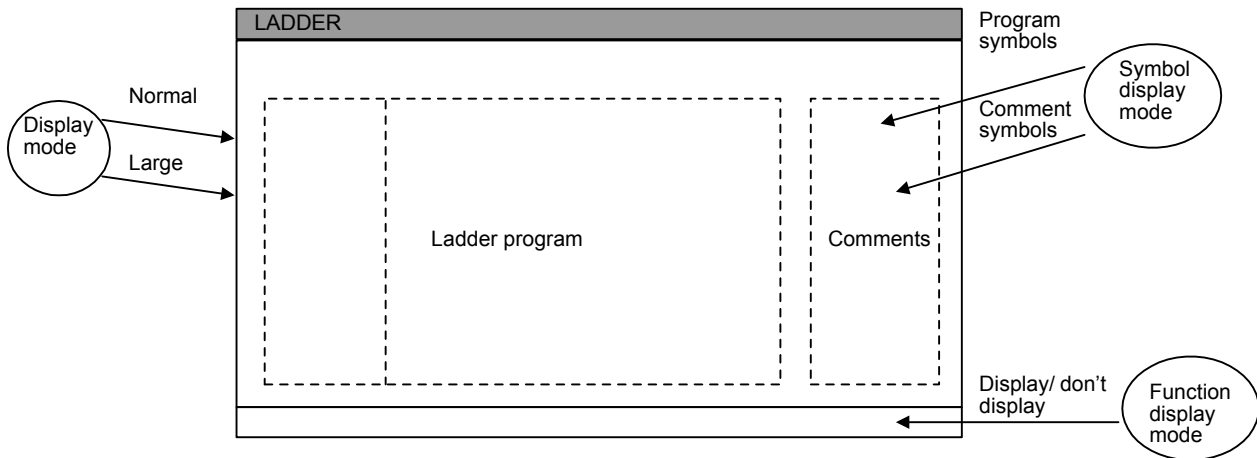 LADDER
Program
symbols
Symbol
display
mode
Normal
Comment
symbols
Display
mode
Large
Ladder program
Comments
Display/ don't
display
Function
display
mode